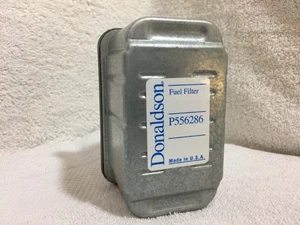 Donaldson
Fuel Filter
P556286
Made in U.S.A.